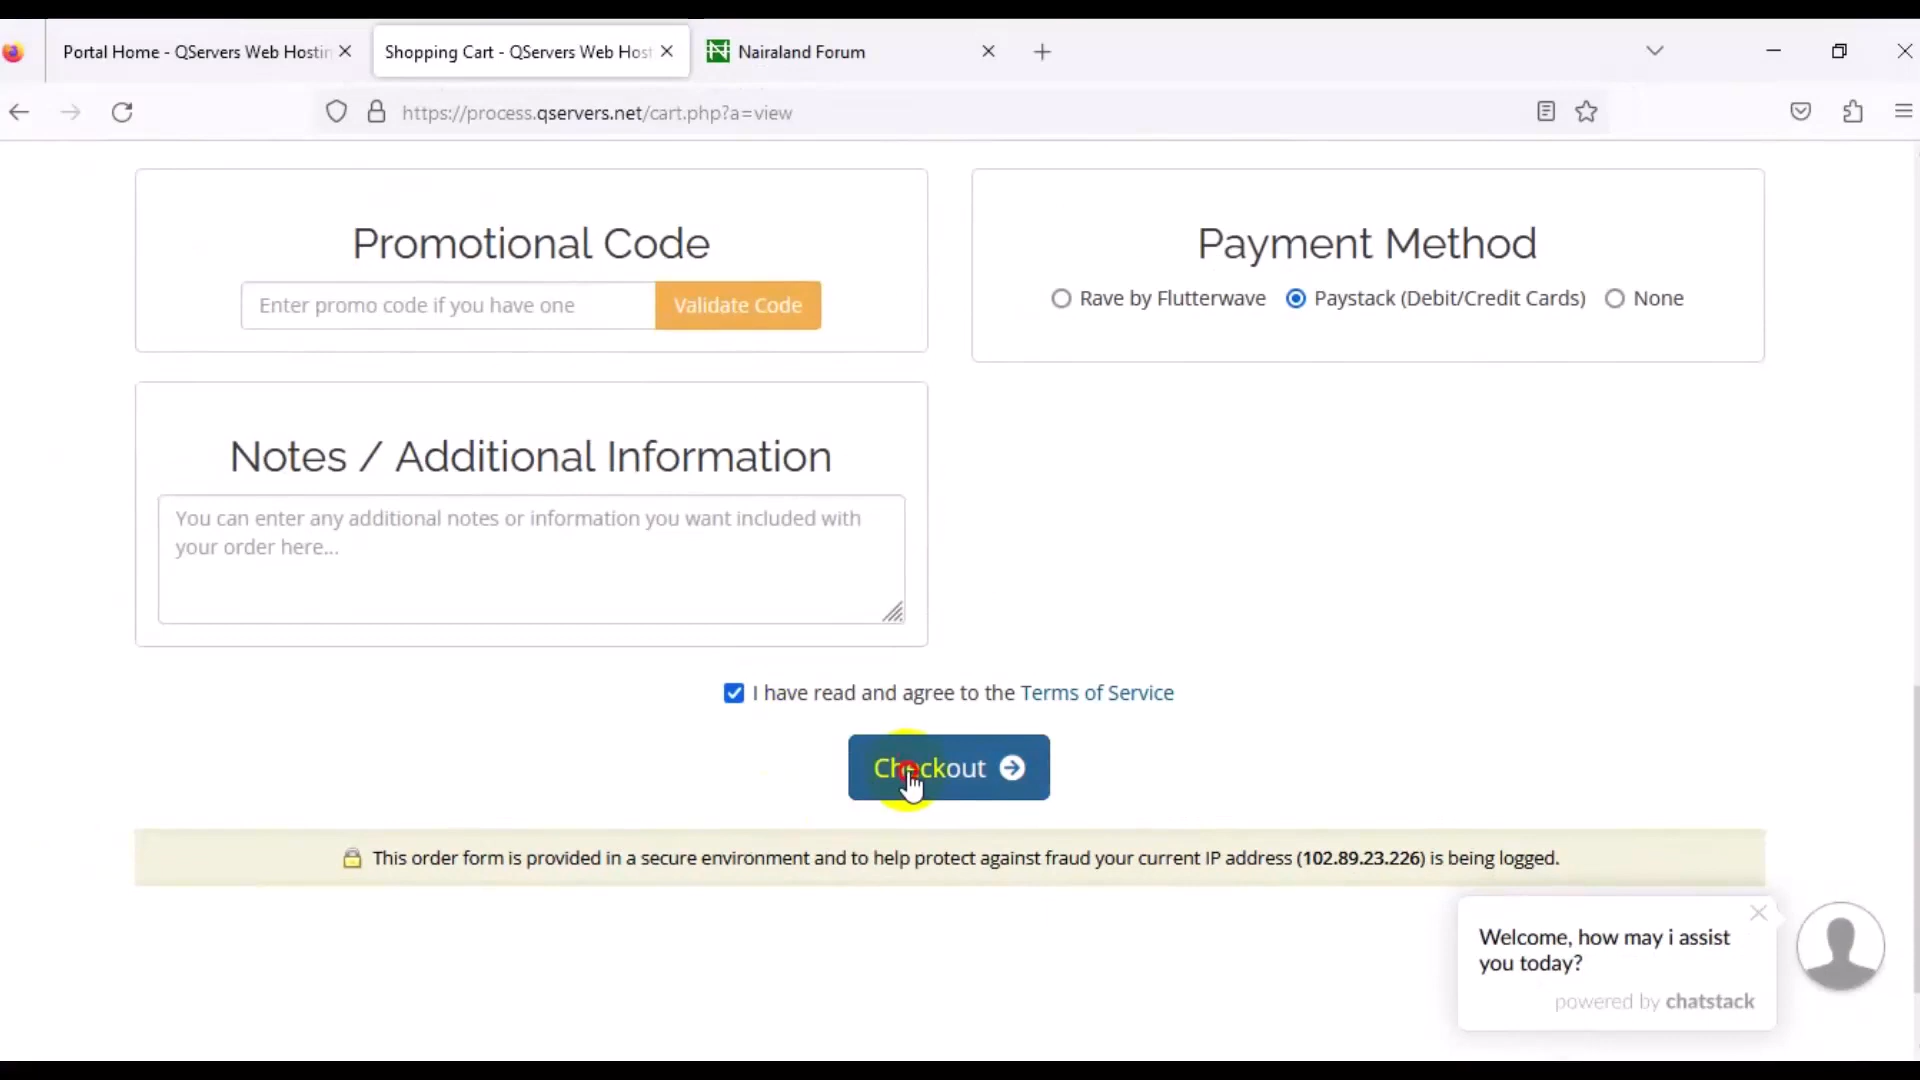 Portal Home - QServers Web Hostin
Shopping Cart - QServers Web Host
Nairaland Forum
https://process.qservers.net/cart.php?a=view
Promotional Code
Enter promo code if you have one
Validate Code
Payment Method
Rave by Flutterwave
Paystack (Debit/Credit Cards)
None
Notes / Additional Information
You can enter any additional notes or information you want included with
your order here...
I have read and agree to the Terms of Service
Checkout
This order form is provided in a secure environment and to help protect against fraud your current IP address (102.89.23.226) is being logged.
Welcome, how may i assist
you today?
powered by chatstack